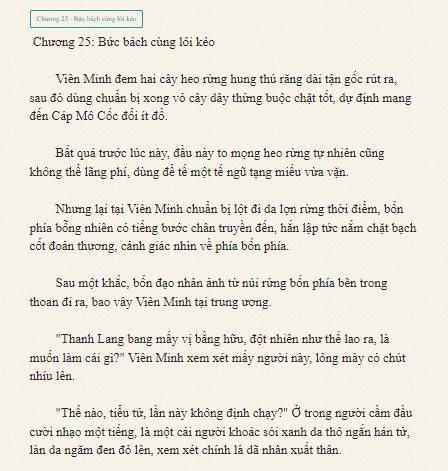 Chương 25 : Bức bách cùng lôi kéo
Chương 25: Bức bách cùng lôi kéo
Viên Minh đem hai cây heo rừng hung thú răng dài tận gốc rút ra,
sau đó dùng chuẩn bị xong vỏ cây dây thừng buộc chặt tốt, dự định mang
đến Cáp Mô Cốc đổi ít đồ.
Bất quá trước lúc này, đầu này to mọng heo rừng tự nhiên cũng
không thể lãng phí, dùng để tế một tế ngũ tạng miếu vừa vặn.
Nhưng lại tại Viên Minh chuẩn bị lột đi da lợn rừng thời điểm, bốn
phía bỗng nhiên có tiếng bước chân truyền đến, hắn lập tức nắm chặt bạch
cốt đoản thương, cảnh giác nhìn về phía bốn phía.
Sau một khắc, bốn đạo nhân ảnh từ núi rừng bốn phía bên trong
thoan đi ra, bao vây Viên Minh tại trung ương.
"Thanh Lang bang mấy vị bằng hữu, đột nhiên như thế lao ra, là
muốn làm cái gì?" Viên Minh xem xét mấy người này, lông mày có chút
nhíu lên.
"Thế nào, tiểu tử, lần này không định chạy?" Ở trong người cầm đầu
cười nhạo một tiếng, là một cái người khoác sói xanh da thô ngắn hán tử,
làn da ngăm đen đỏ lên, xem xét chính là dã nhân xuất thân.